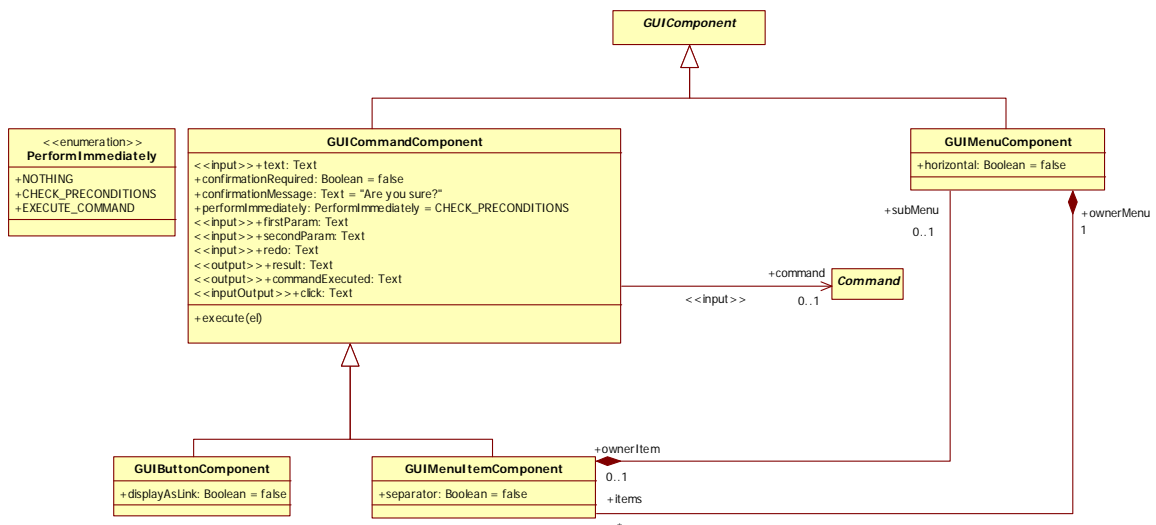 GUIComponent
<<enumeration>>
PerformImmediately
+NOTHING
+CHECK_PRECONDITIONS
+EXECUTE_COMMAND
GUICommandComponent
<<input>>+text: Text
+confirmationRequired: Boolean = false
+confirmationMessage: Text = "Are you sure?"
+performImmediately: PerformImmediately = CHECK_PRECONDITIONS
<<input>>+firstParam: Text
<<input>>+secondParam: Text
<<input>>+redo: Text
<<output>>+result: Text
<<output>>+commandExecuted: Text
<<inputOutput>>+click: Text
+execute(el)
GUIMenuComponent
+horizontal: Boolean = false
+subMenu
0..1
+ownerMenu
1
+command
<<input>>
0..1
Command
GUIButtonComponent
+displayAsLink: Boolean = false
GUIMenuItemComponent
+separator: Boolean = false
+ownerItem
0..1
+items
*